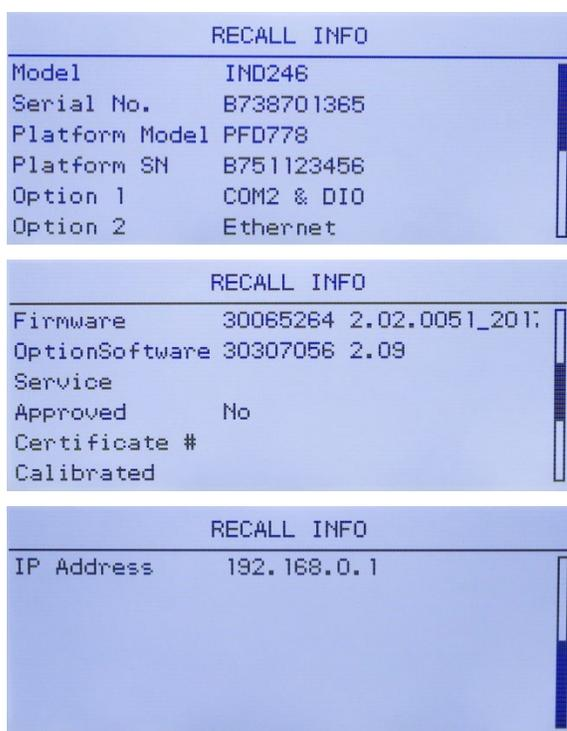 RECALL INFO
Model IND246
Serial No. B738701365
Platform Model PFD778
Platform SN B751123456
Option 1 COM2 & DIO
Option 2 Ethernet
RECALL INFO
Firmware 30065264 2.02.0051_201
OptionSoftware 30307056 2.09
Service
Approved No
Certificate #
Calibrated
RECALL INFO
IP Address 192.168.0.1